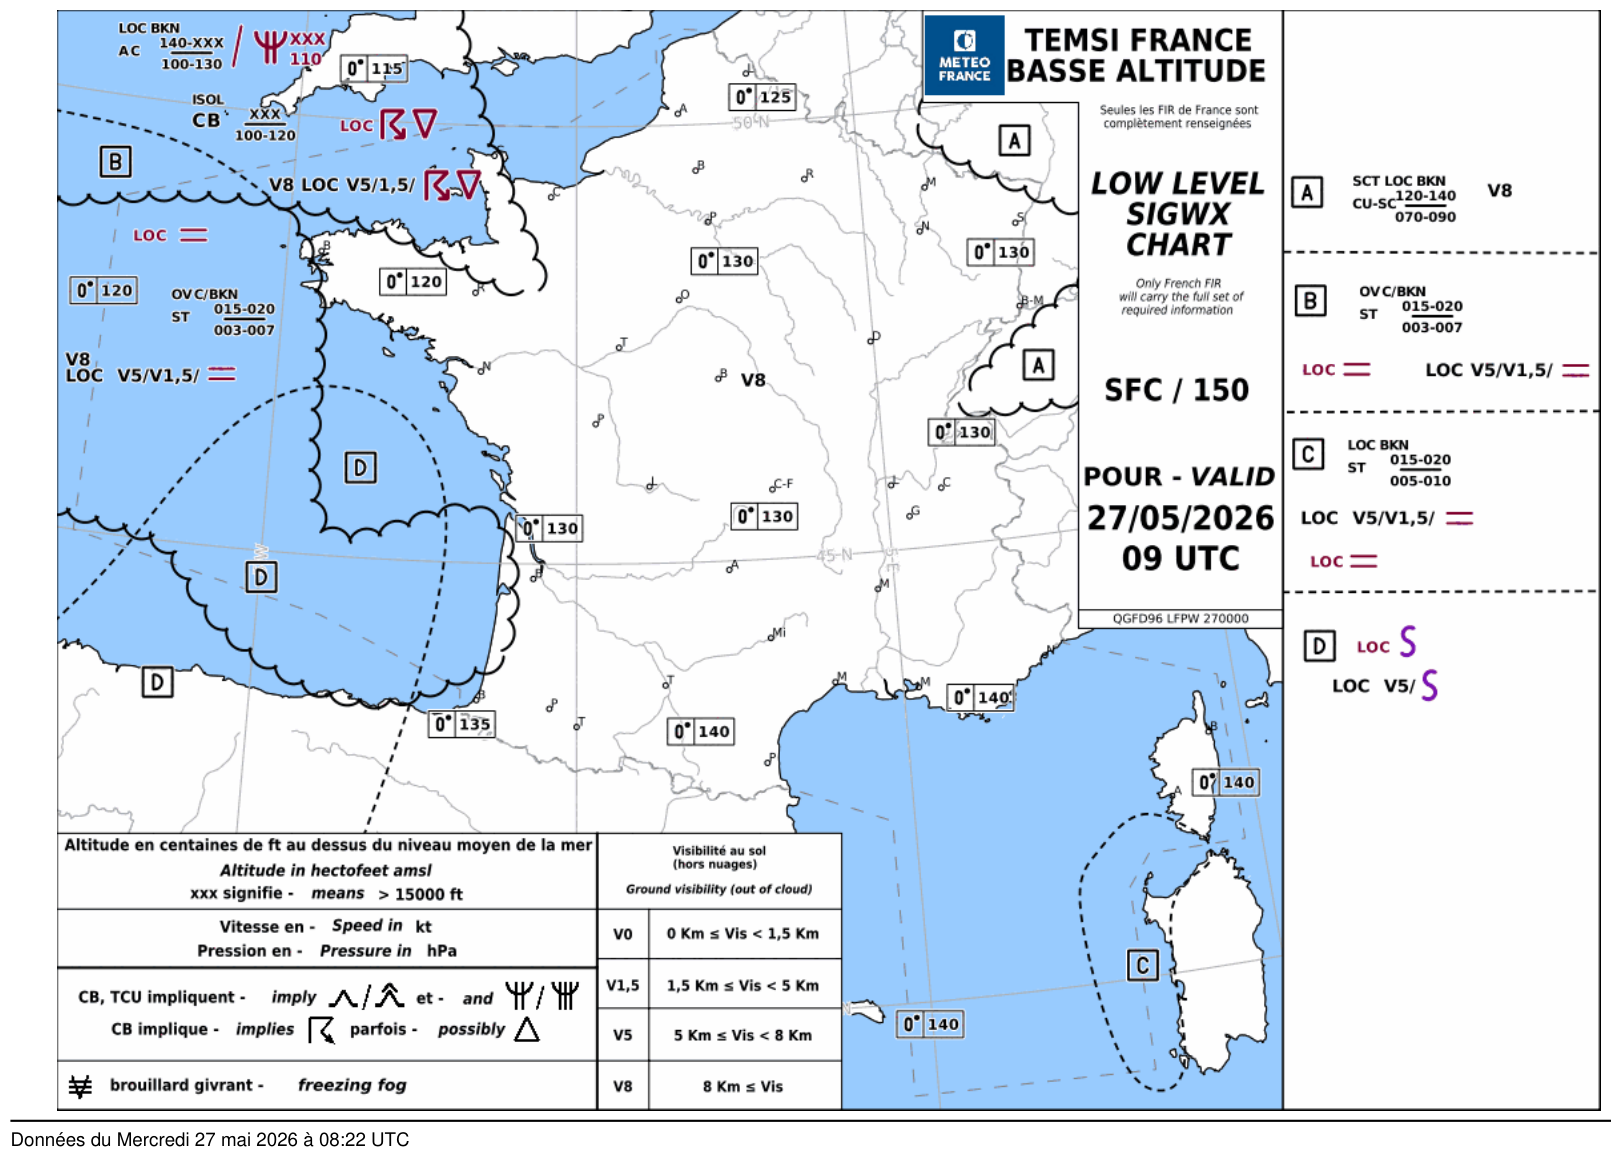 LOC BKN
AC 140-XXX
100-130
XXX
110
ISOL
CB XXX
100-120
0° 115
LOC
V8 LOC V5/1,5/
B
LOC
0° 120
OVC/BKN
ST 015-020
003-007
V8
LOC V5/V1,5/
0° 120
D
D
D
0° 125
50°N
0° 130
0° 130
A
A
V8
0° 130
0° 130
0° 130
45 N
W
0° 135
0° 140
0° 140
0° 140
0° 140
C
L
A
B
R
C
C
P
M
N
S
B
R
O
B-M
T
D
N
B
P
L
C-F
L
C
G
B
A
M
Mi
T
M
M
N
B
P
T
P
B
A
METEO
FRANCE
TEMSI FRANCE
BASSE ALTITUDE
Seules les FIR de France sont
complètement renseignées
LOW LEVEL
SIGWX
CHART
Only French FIR
will carry the full set of
required information
SFC / 150
POUR - VALID
27/05/2026
09 UTC
QGFD96 LFPW 270000
A
SCT LOC BKN
CU-SC 120-140
070-090
V8
B
OVC/BKN
ST 015-020
003-007
LOC
LOC V5/V1,5/
C
LOC BKN
ST 015-020
005-010
LOC V5/V1,5/
LOC
D
LOC
LOC V5/
Altitude en centaines de ft au dessus du niveau moyen de la mer
Altitude in hectofeet amsl
xxx signifie - means > 15000 ft
Vitesse en - Speed in kt
Pression en - Pressure in hPa
CB, TCU impliquent - imply / et - and /
CB implique - implies parfois - possibly
brouillard givrant - freezing fog
Visibilité au sol
(hors nuages)
Ground visibility (out of cloud)
V0 0 Km ≤ Vis < 1,5 Km
V1,5 1,5 Km ≤ Vis < 5 Km
V5 5 Km ≤ Vis < 8 Km
V8 8 Km ≤ Vis
Données du Mercredi 27 mai 2026 à 08:22 UTC